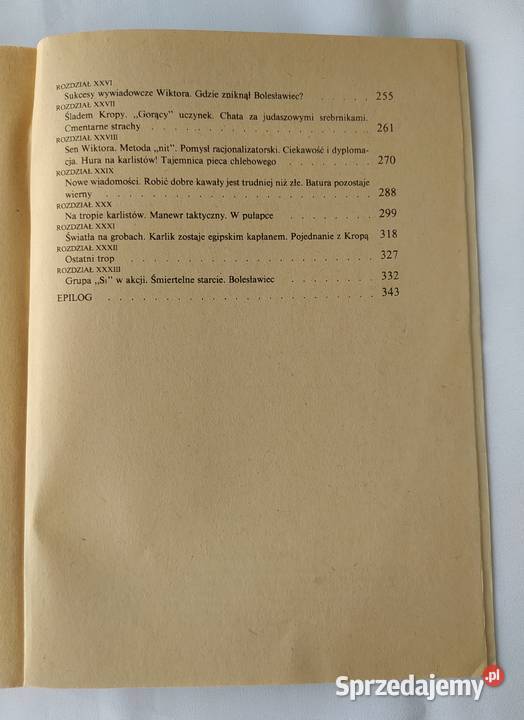 ROZDZIAŁ XXVI
Sukcesy wywiadowcze Wiktora. Gdzie zniknął Bolesławiec? . . . . . 255
ROZDZIAŁ XXVII
Śladem Kropy. „Gorący” uczynek. Chata za judaszowymi srebrnikami.
Cmentarne strachy . . . . . . . . . . . . . . . 261
ROZDZIAŁ XXVIII
Sen Wiktora. Metoda „nit”. Pomysł racjonalizatorski. Ciekawość i dyploma-
cja. Hura na karlistów! Tajemnica pieca chlebowego . . . . . . 270
ROZDZIAŁ XXIX
Nowe wiadomości. Robić dobre kawały jest trudniej niż złe. Batura pozostaje
wierny . . . . . . . . . . . . . . . . . 288
ROZDZIAŁ XXX
Na tropie karlistów. Manewr taktyczny. W pułapce . . . . . . . 299
ROZDZIAŁ XXXI
Światła na grobach. Karlik zostaje egipskim kapłanem. Pojednanie z Kropą 318
ROZDZIAŁ XXXII
Ostatni trop . . . . . . . . . . . . . . . . 327
ROZDZIAŁ XXXIII
Grupa „Si” w akcji. Śmiertelne starcie. Bolesławiec . . . . . . 332
EPILOG . . . . . . . . . . . . . . . . . 343
Sprzedajemy.pl